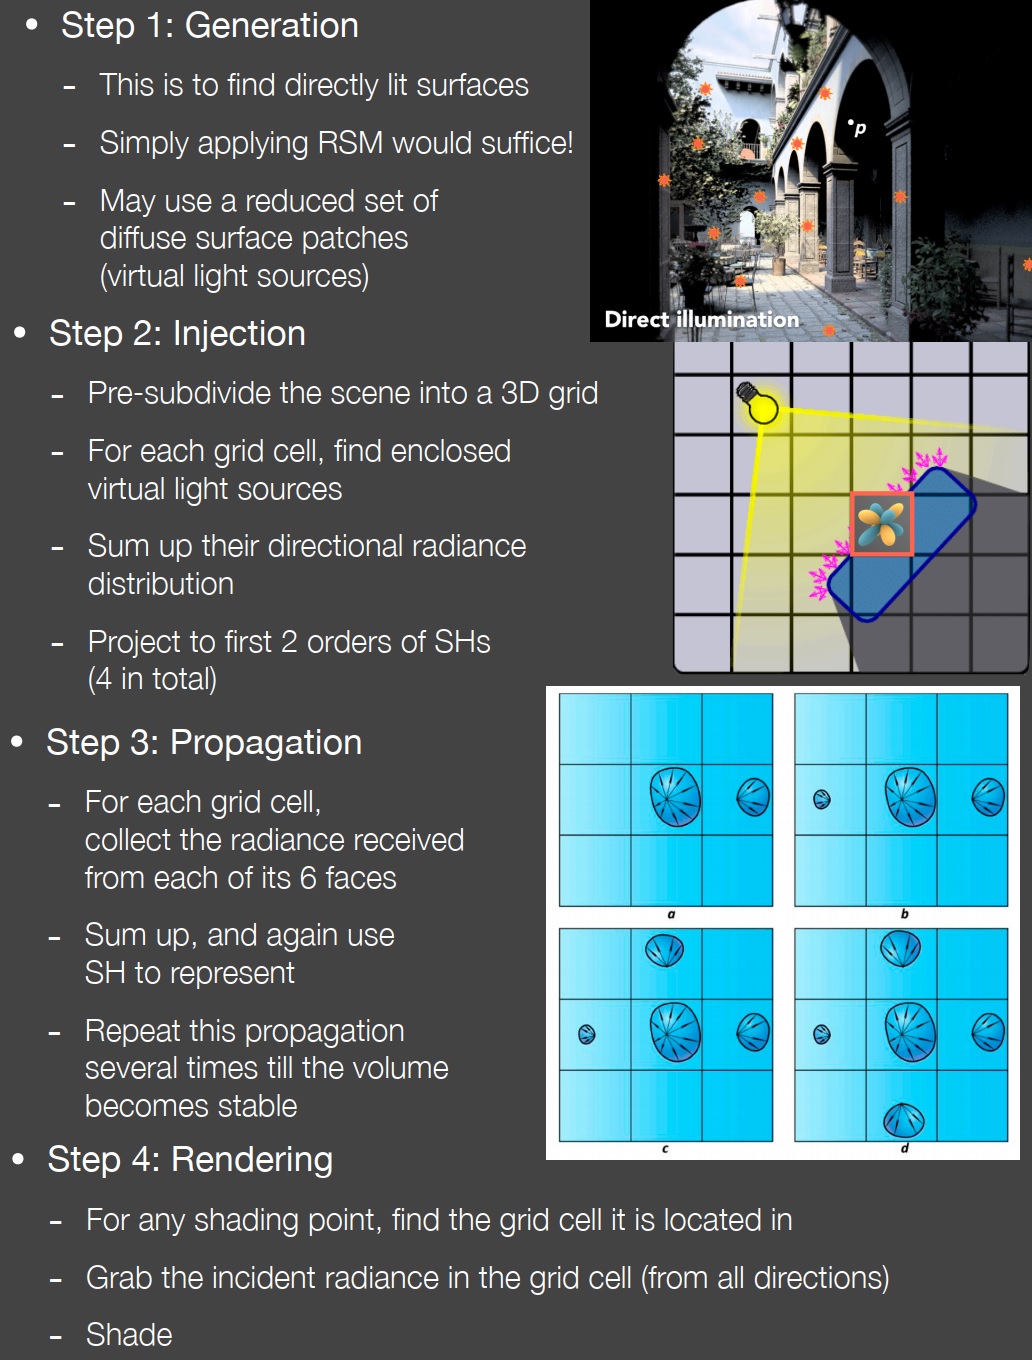 • Step 1: Generation
- This is to find directly lit surfaces
- Simply applying RSM would suffice!
- May use a reduced set of
diffuse surface patches
(virtual light sources)
p
Direct illumination
• Step 2: Injection
- Pre-subdivide the scene into a 3D grid
- For each grid cell, find enclosed
virtual light sources
- Sum up their directional radiance
distribution
- Project to first 2 orders of SHs
(4 in total)
• Step 3: Propagation
- For each grid cell,
collect the radiance received
from each of its 6 faces
- Sum up, and again use
SH to represent
- Repeat this propagation
several times till the volume
becomes stable
a
b
c
d
• Step 4: Rendering
- For any shading point, find the grid cell it is located in
- Grab the incident radiance in the grid cell (from all directions)
- Shade